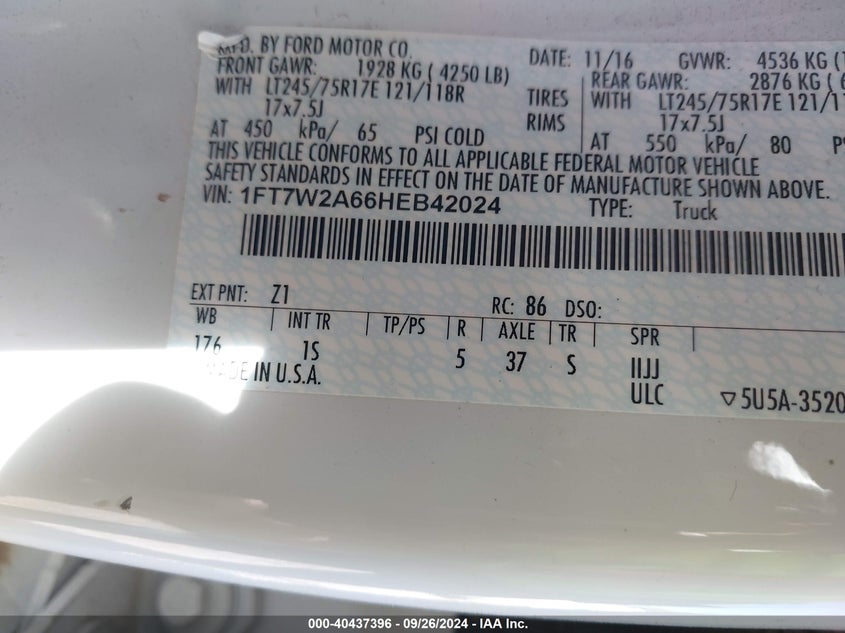 MFD. BY FORD MOTOR CO.
DATE: 11/16 GVWR: 4536 KG
FRONT GAWR: 1928 KG ( 4250 LB)
REAR GAWR: 2876 KG (
WITH LT245/75R17E 121/118R TIRES WITH LT245/75R17E 121/
17x7.5J RIMS 17x7.5J
AT 450 kPa/ 65 PSI COLD AT 550 kPa/ 80
THIS VEHICLE CONFORMS TO ALL APPLICABLE FEDERAL MOTOR VEHICLE
SAFETY STANDARDS IN EFFECT ON THE DATE OF MANUFACTURE SHOWN ABOVE.
VIN: 1FT7W2A66HEB42024 TYPE: Truck
EXT PNT: Z1 RC: 86 DSO:
WB INT TR TP/PS R AXLE TR SPR
176 1S 5 37 S IIJJ
MADE IN U.S.A. ULC ▽5U5A-3520
000-40437396 - 09/26/2024 - IAA Inc.